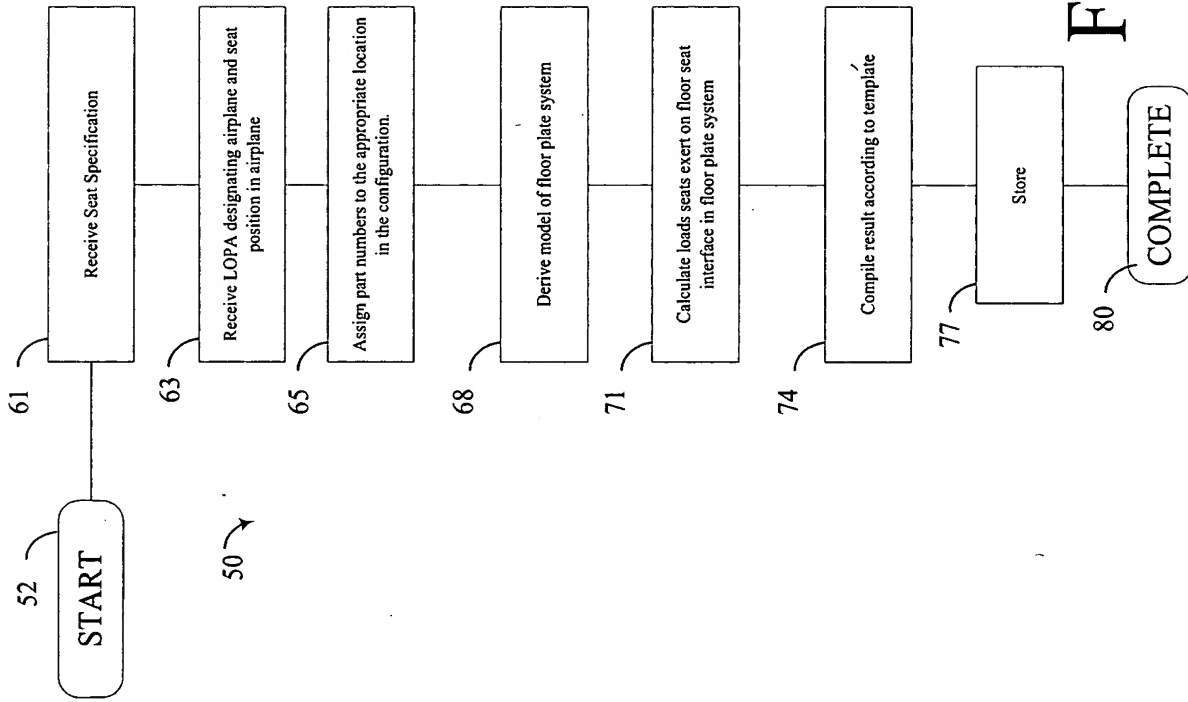 52
START
50
61
Receive Seat Specification
63
Receive LOPA designating airplane and seat
position in airplane
65
Assign part numbers to the appropriate location
in the configuration.
68
Derive model of floor plate system
71
Calculate loads seats exert on floor seat
interface in floor plate system
74
Compile result according to template
77
Store
80
COMPLETE
F